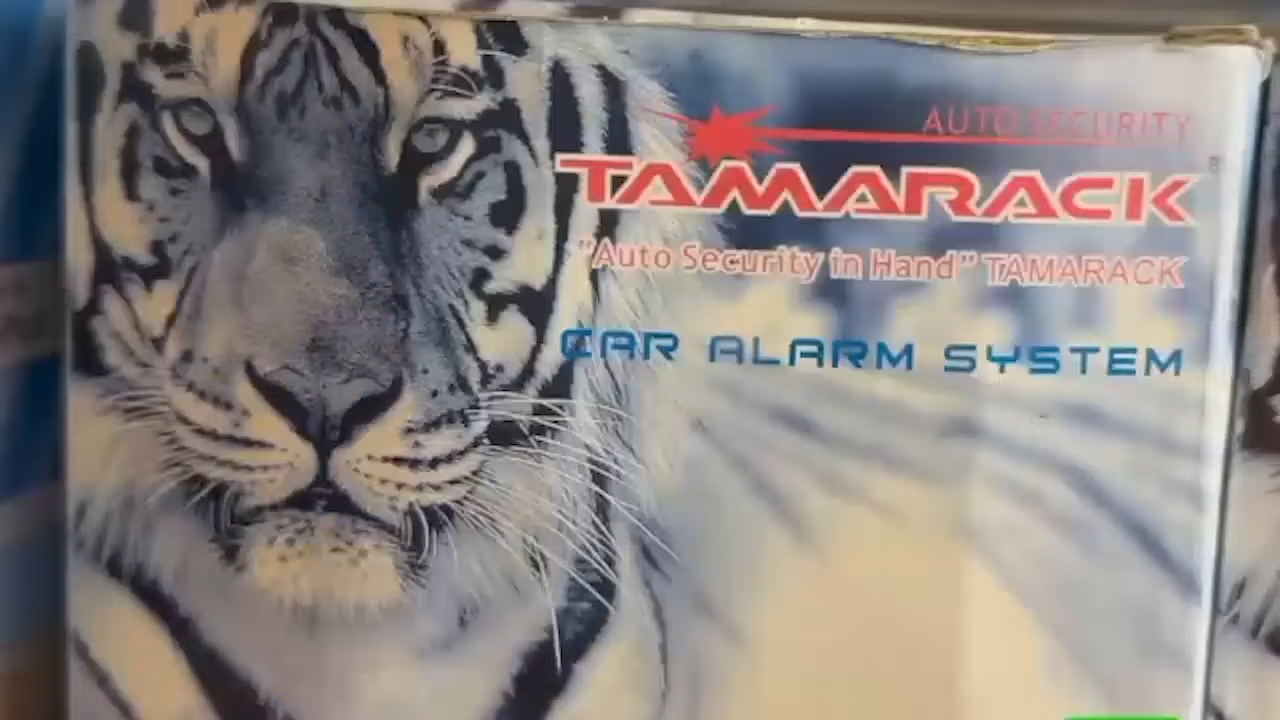 AUTO SECURITY
TAMARACK
"Auto Security in Hand" TAMARACK
CAR ALARM SYSTEM